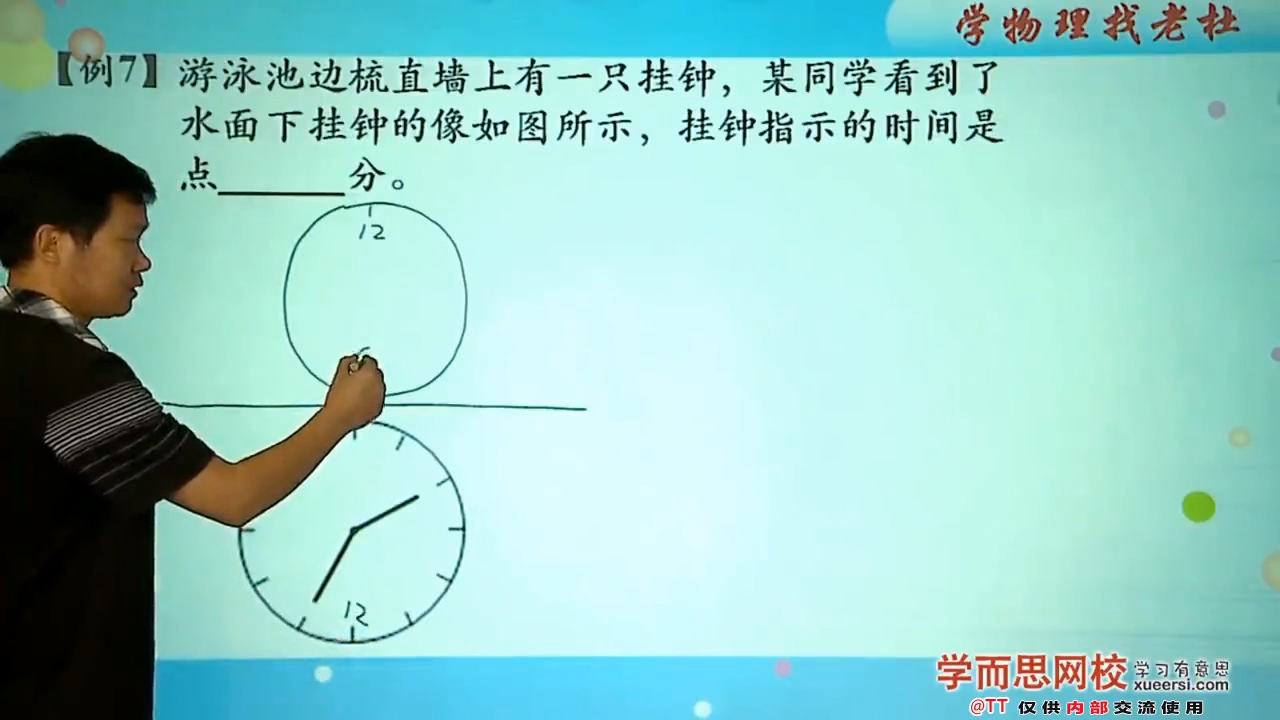 学物理找老杜
【例7】游泳池边梳直墙上有一只挂钟，某同学看到了
水面下挂钟的像如图所示，挂钟指示的时间是
点______分。
12
12
学而思网校 学习有意思
xueersi.com
@TT 仅供内部交流使用